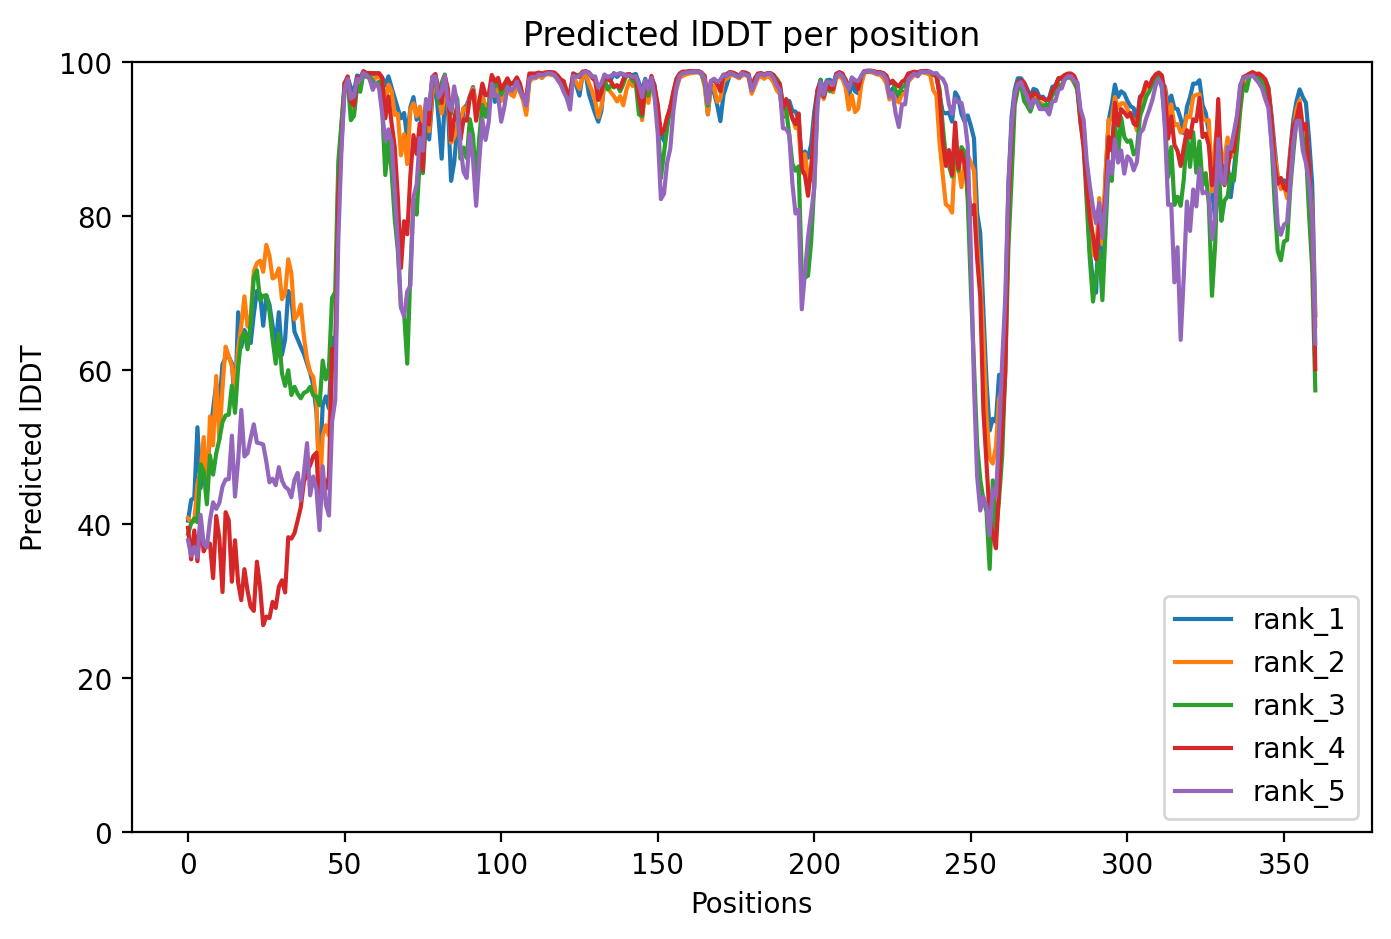 Predicted lDDT per position
100
80
60
40
20
0
Predicted lDDT
0 50 100 150 200 250 300 350
Positions
rank_1
rank_2
rank_3
rank_4
rank_5